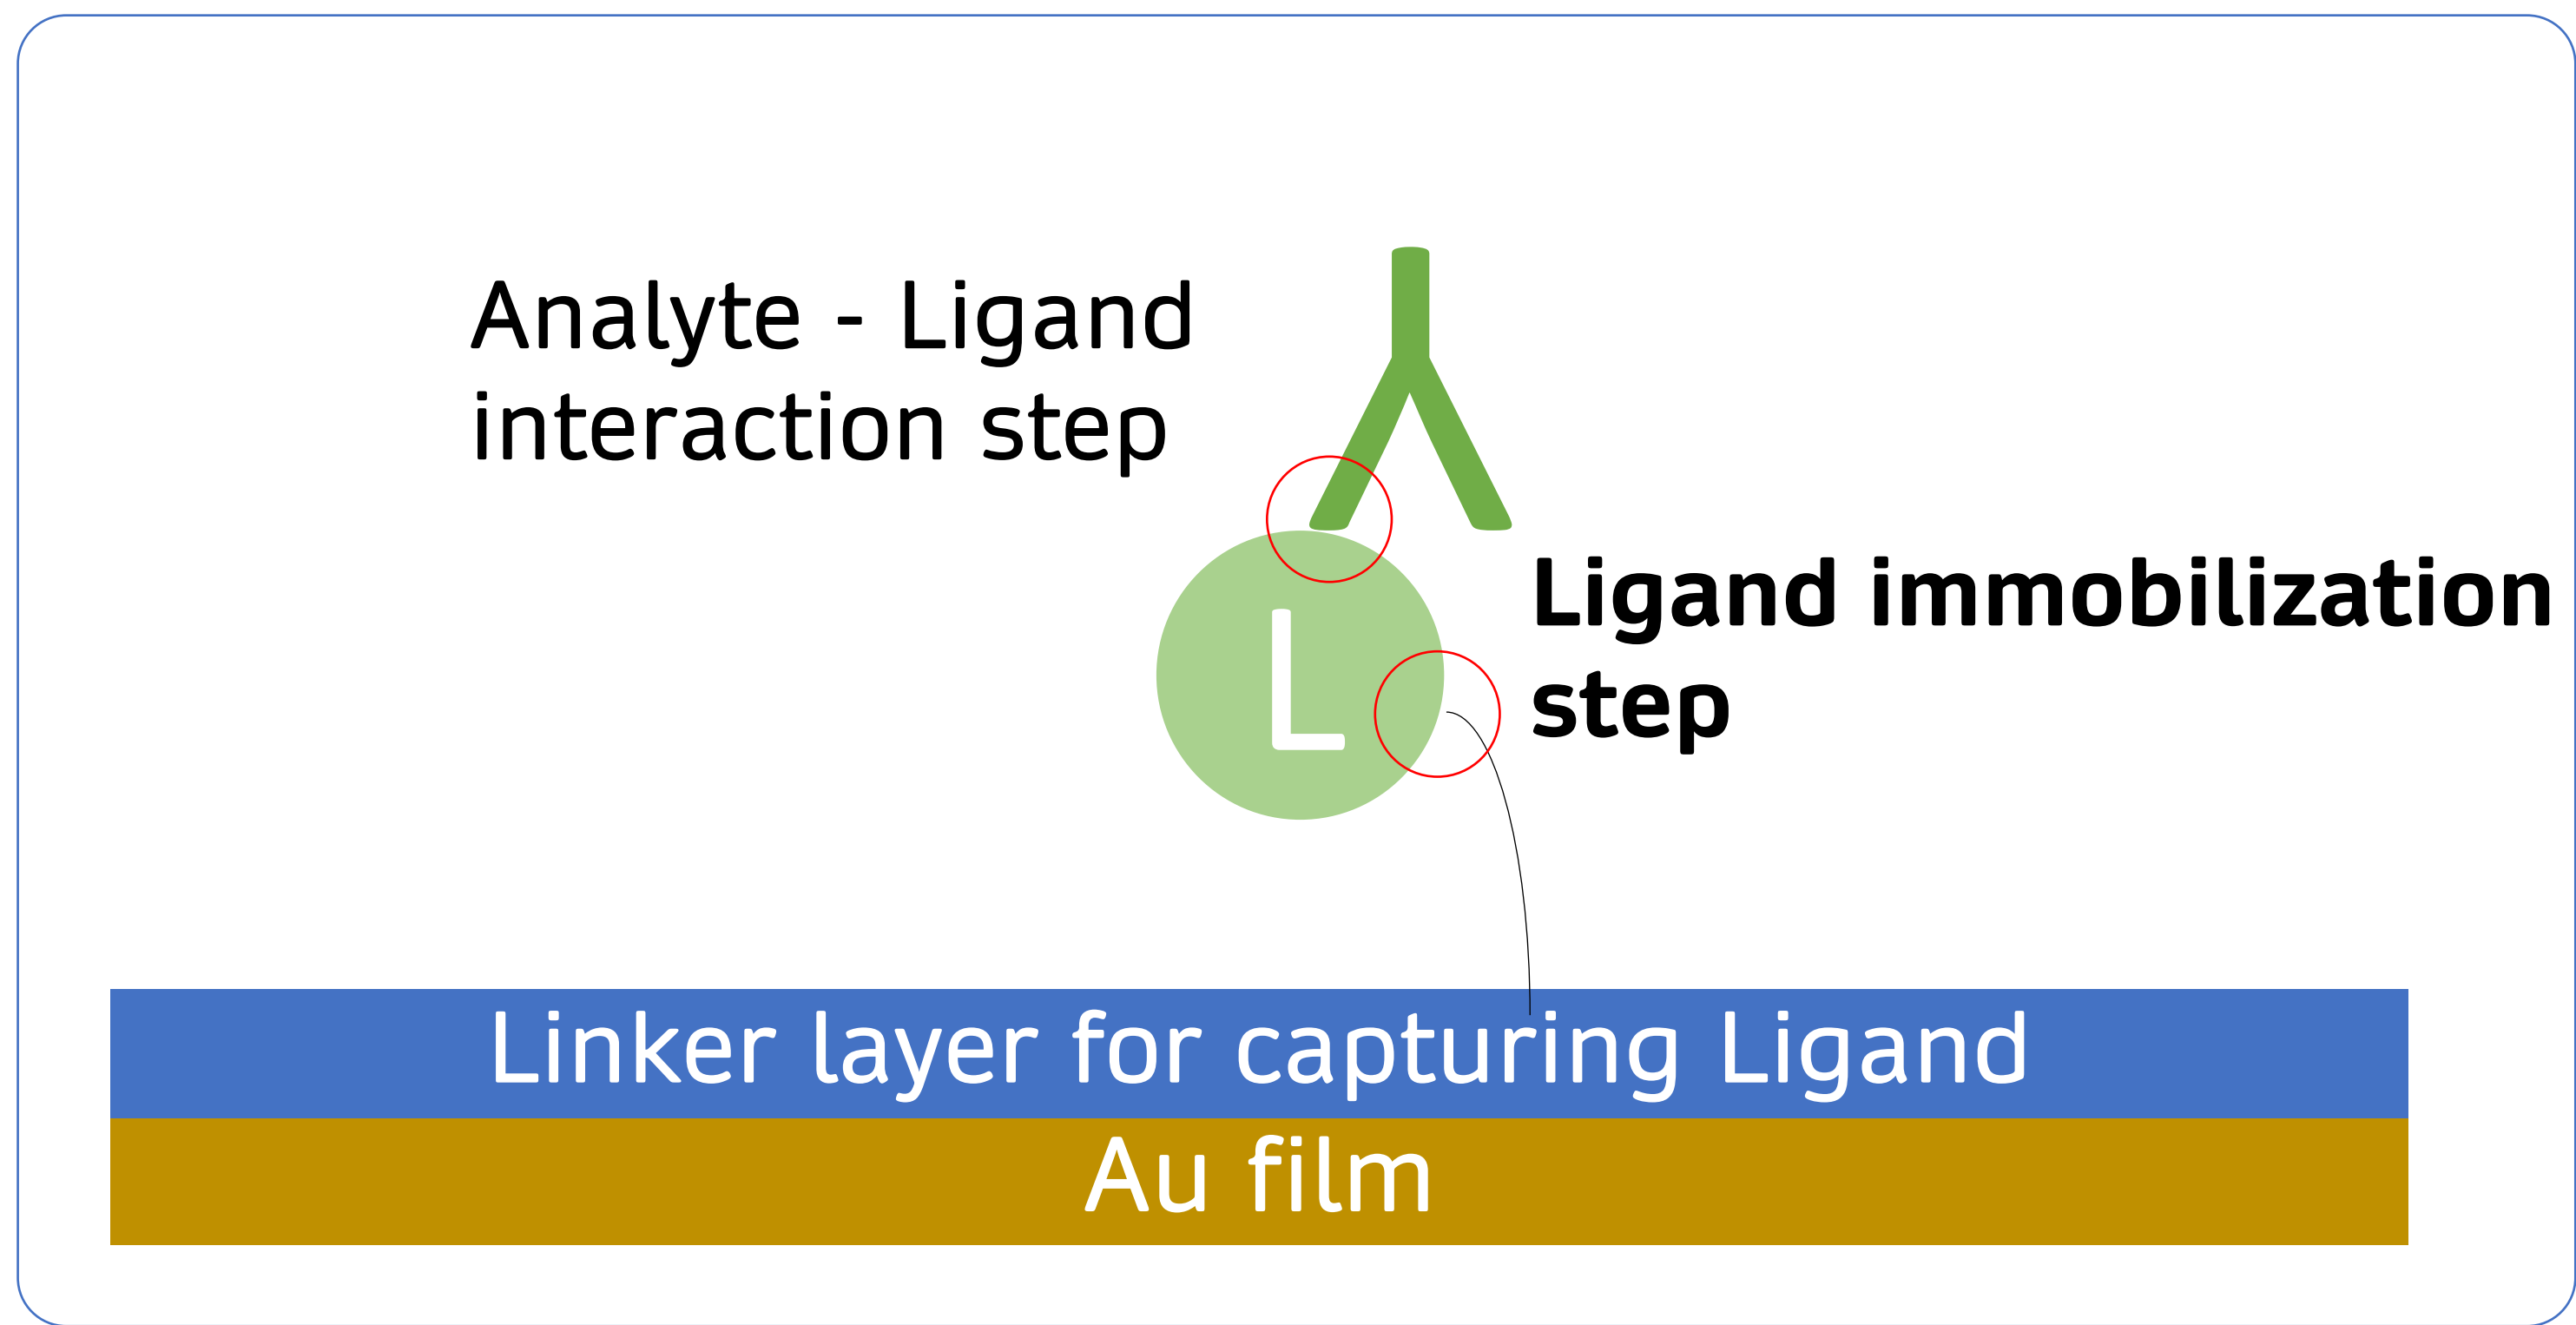 Analyte - Ligand
interaction step
Ligand immobilization
step
L
Linker layer for capturing Ligand
Au film